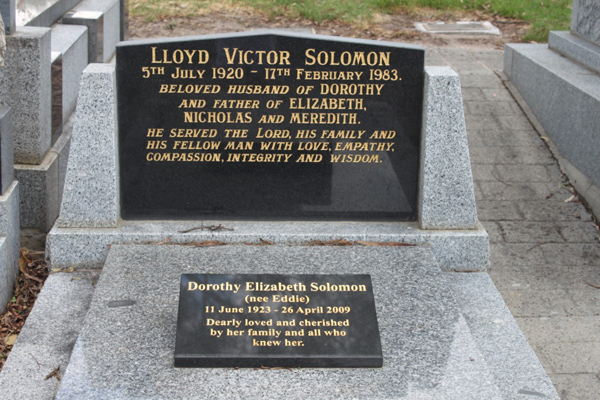 LLOYD VICTOR SOLOMON
5TH JULY 1920 - 17TH FEBRUARY 1983.
BELOVED HUSBAND OF DOROTHY
AND FATHER OF ELIZABETH,
NICHOLAS AND MEREDITH.
HE SERVED THE LORD, HIS FAMILY AND
HIS FELLOW MAN WITH LOVE, EMPATHY,
COMPASSION, INTEGRITY AND WISDOM.
Dorothy Elizabeth Solomon
(nee Eddie)
11 June 1923 - 26 April 2009
Dearly loved and cherished
by her family and all who
knew her.